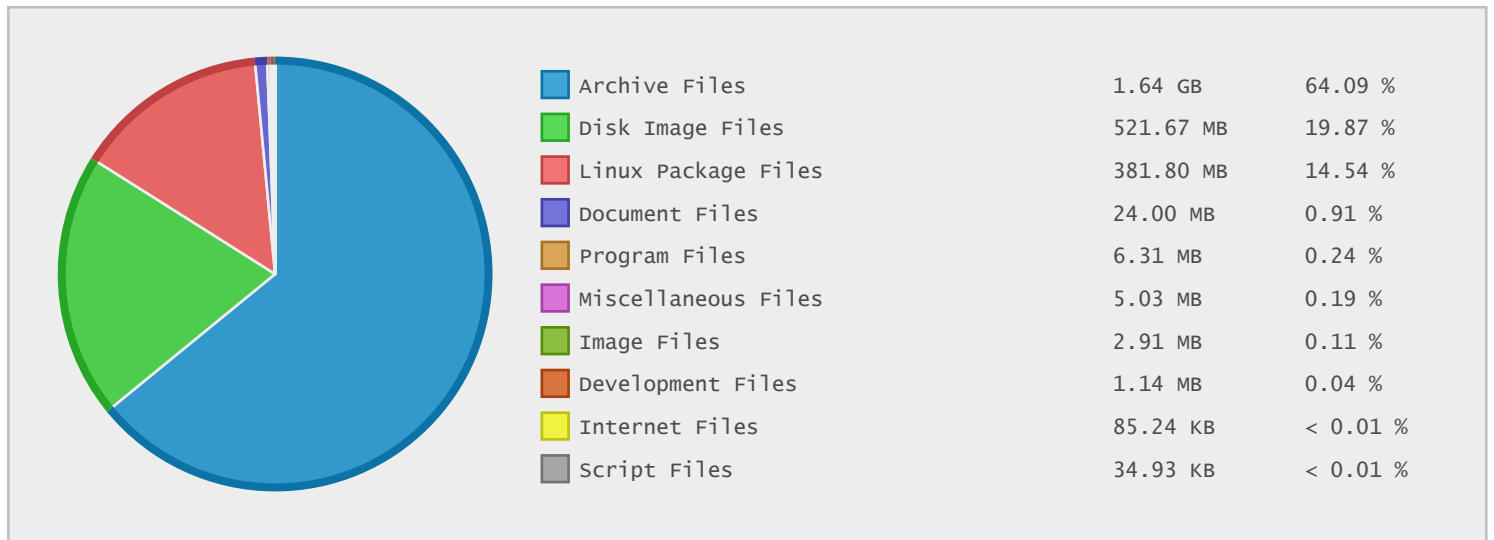 Archive Files 1.64 GB 64.09 %
Disk Image Files 521.67 MB 19.87 %
Linux Package Files 381.80 MB 14.54 %
Document Files 24.00 MB 0.91 %
Program Files 6.31 MB 0.24 %
Miscellaneous Files 5.03 MB 0.19 %
Image Files 2.91 MB 0.11 %
Development Files 1.14 MB 0.04 %
Internet Files 85.24 KB < 0.01 %
Script Files 34.93 KB < 0.01 %